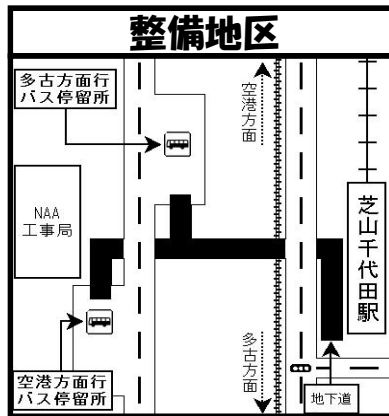 整備地区
多古方面行
バス停留所
空港方面
NAA
工事局
芝山千代田駅
空港方面行
バス停留所
多古方面
地下道